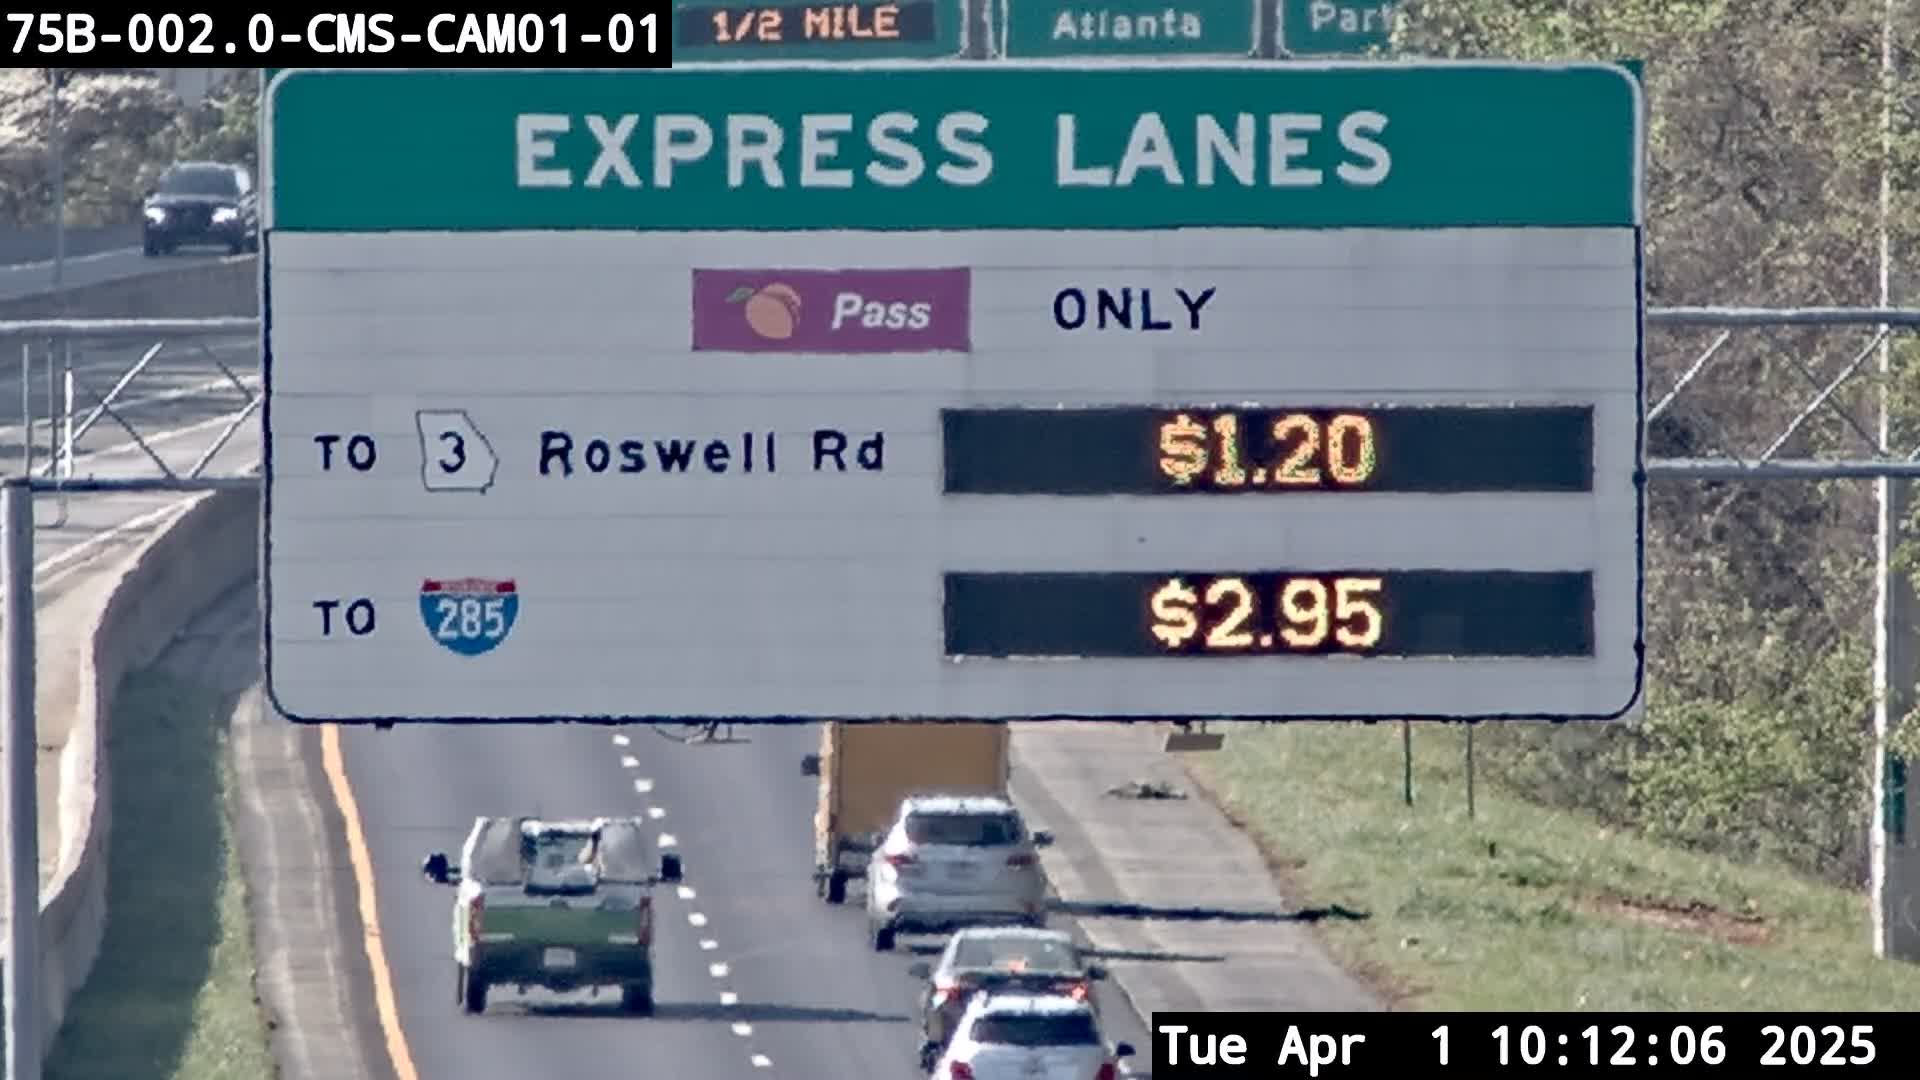 75B-002.0-CMS-CAM01-01
1/2 MILE
Atlanta
EXPRESS LANES
Pass ONLY
TO 3 Roswell Rd $1.20
TO 285 $2.95
Tue Apr 1 10:12:06 2025